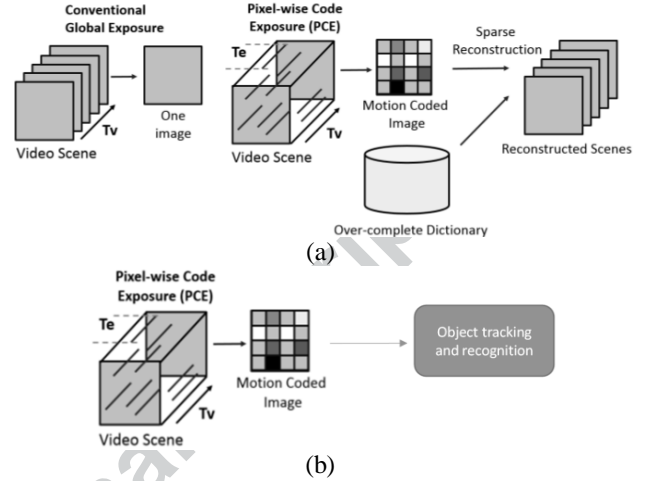 Conventional
Global Exposure
Tv
One
image
Video Scene
Pixel-wise Code
Exposure (PCE)
Te
Tv
Video Scene
Motion Coded
Image
Sparse
Reconstruction
Reconstructed Scenes
Over-complete Dictionary
(a)
Pixel-wise Code
Exposure (PCE)
Te
Tv
Video Scene
Motion Coded
Image
Object tracking
and recognition
(b)